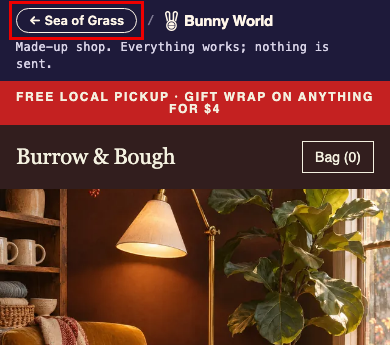 ← Sea of Grass / Bunny World
Made-up shop. Everything works; nothing is
sent.
FREE LOCAL PICKUP · GIFT WRAP ON ANYTHING
FOR $4
Burrow & Bough
Bag (0)